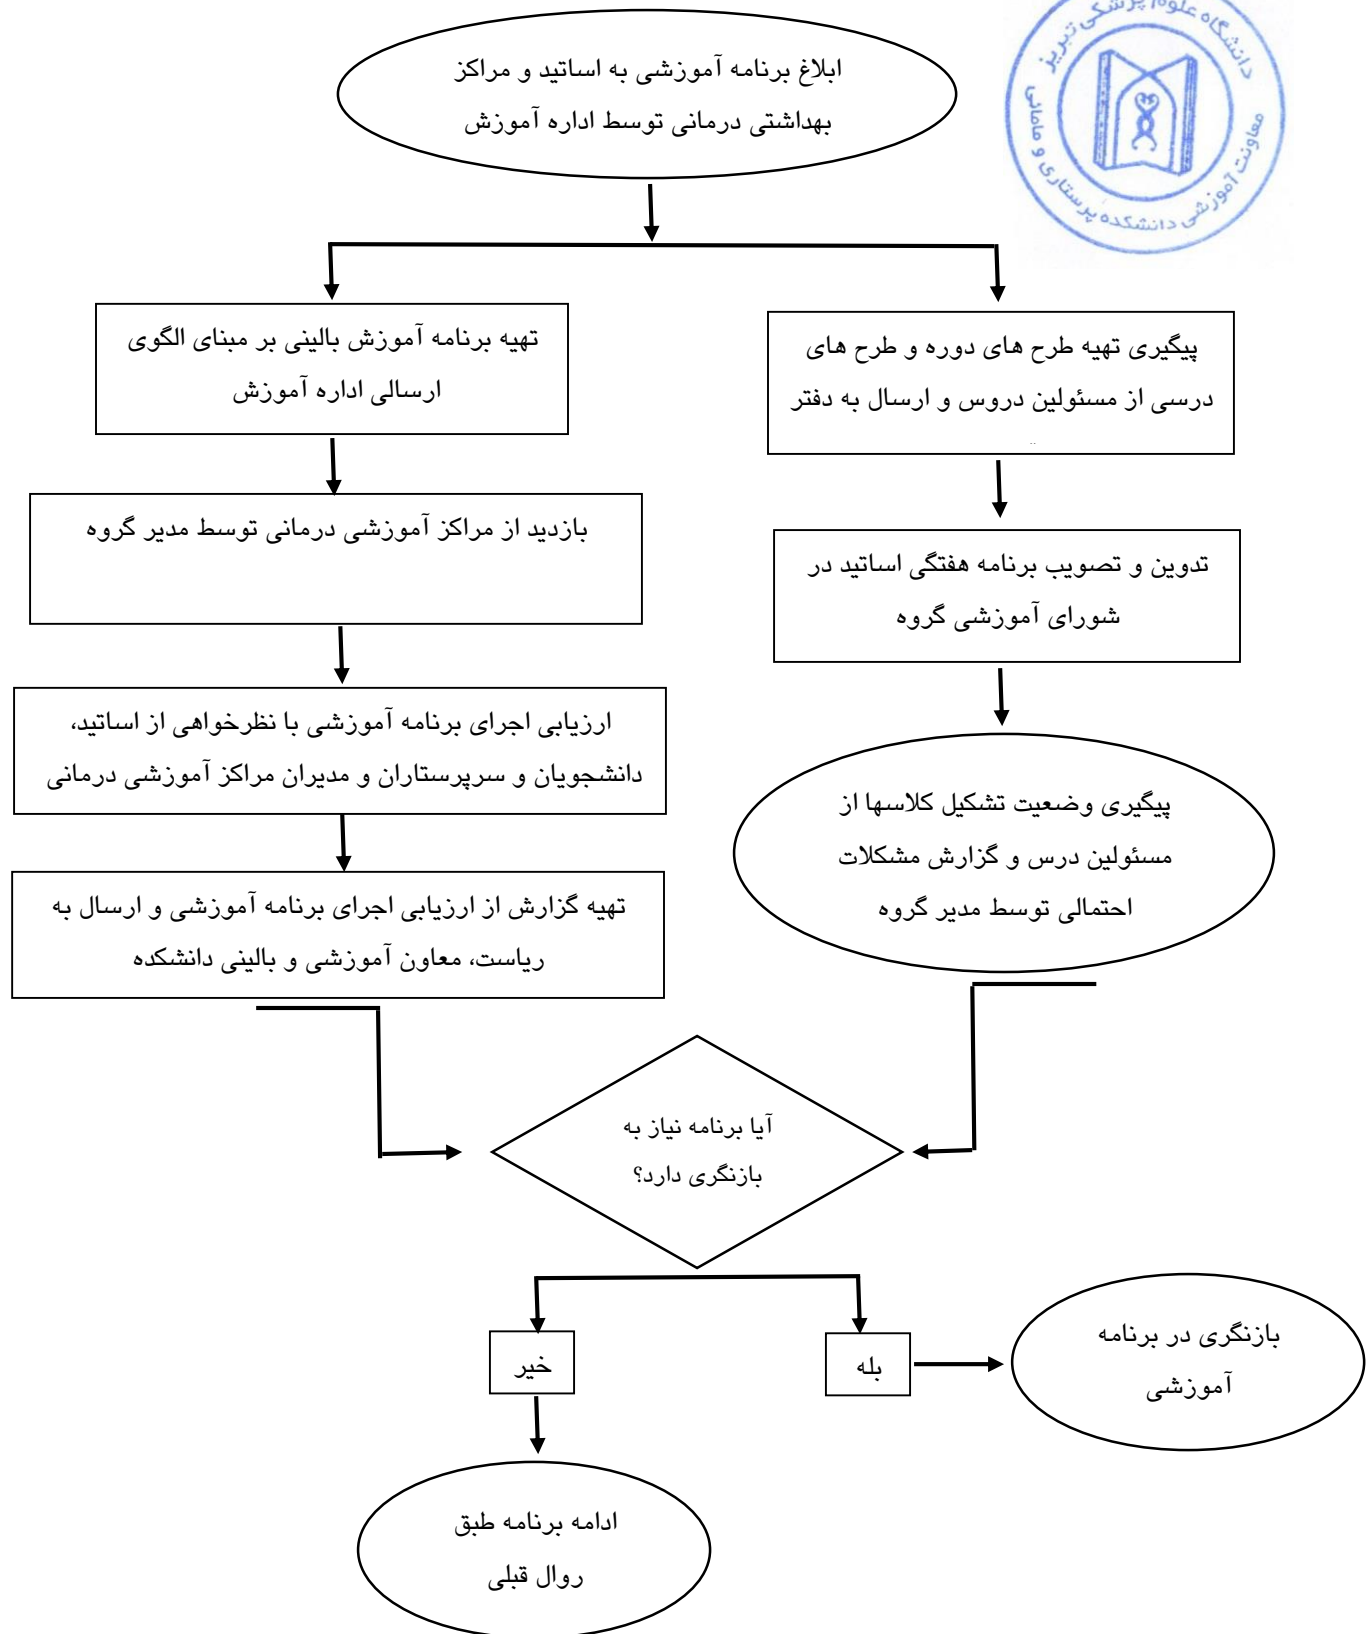 دانشگاه علوم پزشکی تبریز
معاونت آموزشی دانشکده پرستاری و مامائی
ابلاغ برنامه آموزشی به اساتید و مراکز
بهداشتی درمانی توسط اداره آموزش
پیگیری تهیه طرح های دوره و طرح های
درسی از مسئولین دروس و ارسال به دفتر
تهیه برنامه آموزش بالینی بر مبنای الگوی
ارسالی اداره آموزش
تدوین و تصویب برنامه هفتگی اساتید در
شورای آموزشی گروه
بازدید از مراکز آموزشی درمانی توسط مدیر گروه
پیگیری وضعیت تشکیل کلاسها از
مسئولین درس و گزارش مشکلات
احتمالی توسط مدیر گروه
ارزیابی اجرای برنامه آموزشی با نظرخواهی از اساتید،
دانشجویان و سرپرستاران و مدیران مراکز آموزشی درمانی
تهیه گزارش از ارزیابی اجرای برنامه آموزشی و ارسال به
ریاست، معاون آموزشی و بالینی دانشکده
آیا برنامه نیاز به
بازنگری دارد؟
بله
خیر
بازنگری در برنامه
آموزشی
ادامه برنامه طبق
روال قبلی